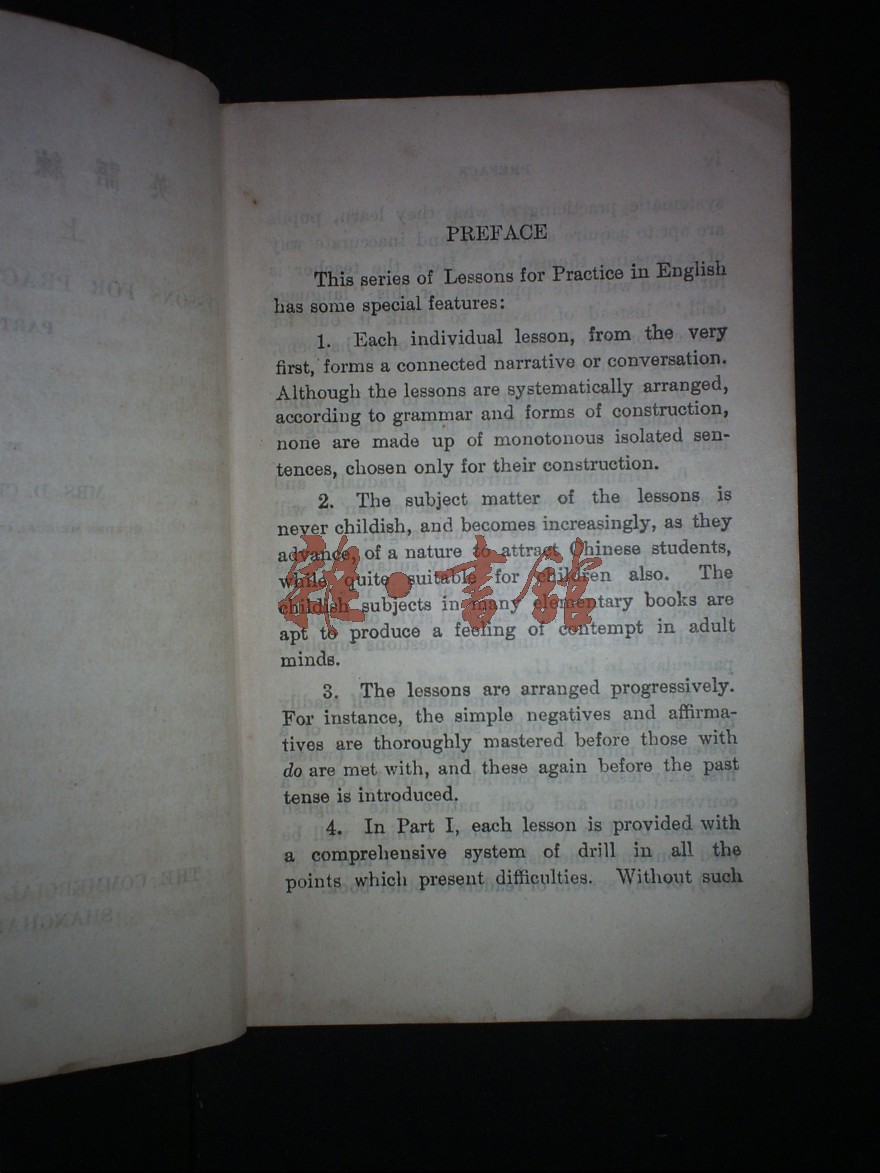 PREFACE
This series of Lessons for Practice in English
has some special features:
1. Each individual lesson, from the very
first, forms a connected narrative or conversation.
Although the lessons are systematically arranged,
according to grammar and forms of construction,
none are made up of monotonous isolated sen-
tences, chosen only for their construction.
2. The subject matter of the lessons is
never childish, and becomes increasingly, as they
advance, of a nature to attract Chinese students,
while quite suitable for children also. The
childish subjects in many elementary books are
apt to produce a feeling of contempt in adult
minds.
3. The lessons are arranged progressively.
For instance, the simple negatives and affirma-
tives are thoroughly mastered before those with
do are met with, and these again before the past
tense is introduced.
4. In Part I, each lesson is provided with
a comprehensive system of drill in all the
points which present difficulties. Without such
雜·書館